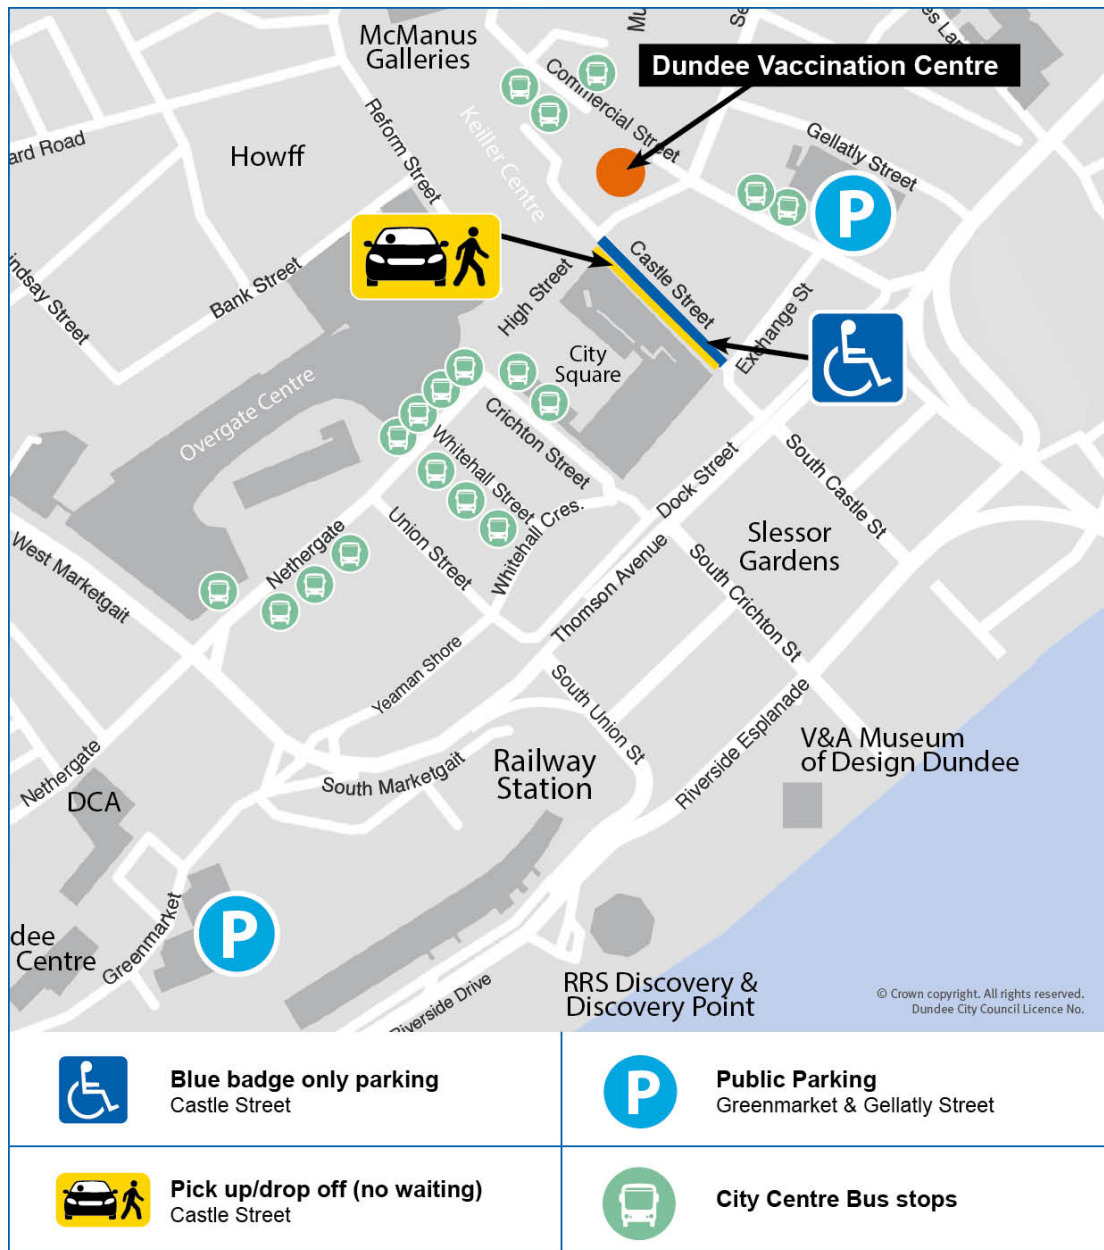 McManus
Galleries
Mu
Se
es Lan
Dundee Vaccination Centre
Commercial Street
Gellatly Street
Reform Street
Keiller Centre
ard Road
Howff
P
Castle Street
High Street
Bank Street
indsay Street
Exchange St
City
Square
Overgate Centre
Crichton Street
Whitehall Street
Whitehall Cres.
Dock Street
South Castle St
Union Street
Nethergate
Slessor
Gardens
West Marketgait
Thomson Avenue
South Crichton St
Yeaman Shore
South Union St
Riverside Esplanade
V&A Museum
of Design Dundee
Nethergate
South Marketgait
Railway
Station
DCA
P
Greenmarket
dee
Centre
Riverside Drive
RRS Discovery &
Discovery Point
© Crown copyright. All rights reserved.
Dundee City Council Licence No.
Blue badge only parking
Castle Street
P
Public Parking
Greenmarket & Gellatly Street
Pick up/drop off (no waiting)
Castle Street
City Centre Bus stops